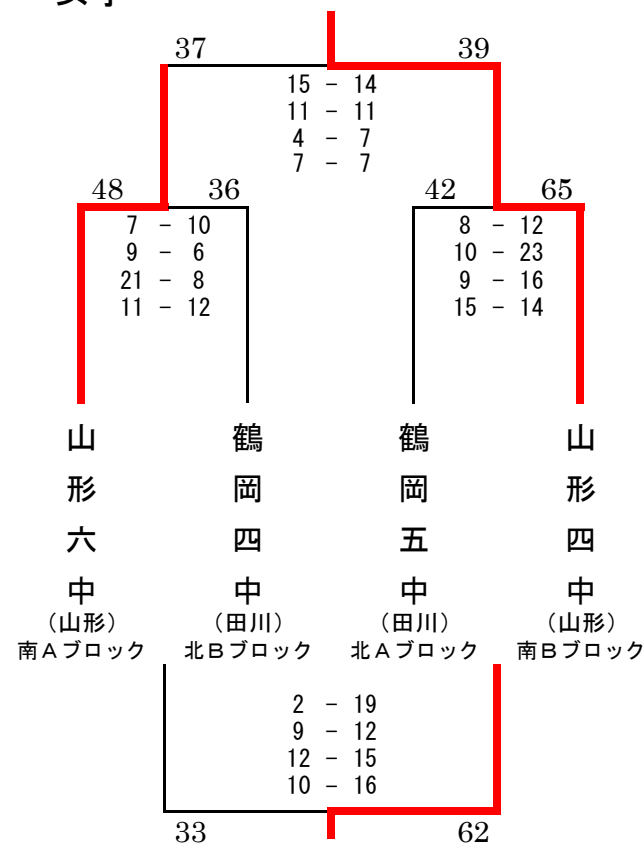 37 39
15 － 14
11 － 11
4 － 7
7 － 7
48 36 42 65
7 － 10 8 － 12
9 － 6 10 － 23
21 － 8 9 － 16
11 － 12 15 － 14
山形六中 鶴岡四中 鶴岡五中 山形四中
（山形） （田川） （田川） （山形）
南Aブロック 北Bブロック 北Aブロック 南Bブロック
2 － 19
9 － 12
12 － 15
10 － 16
33 62